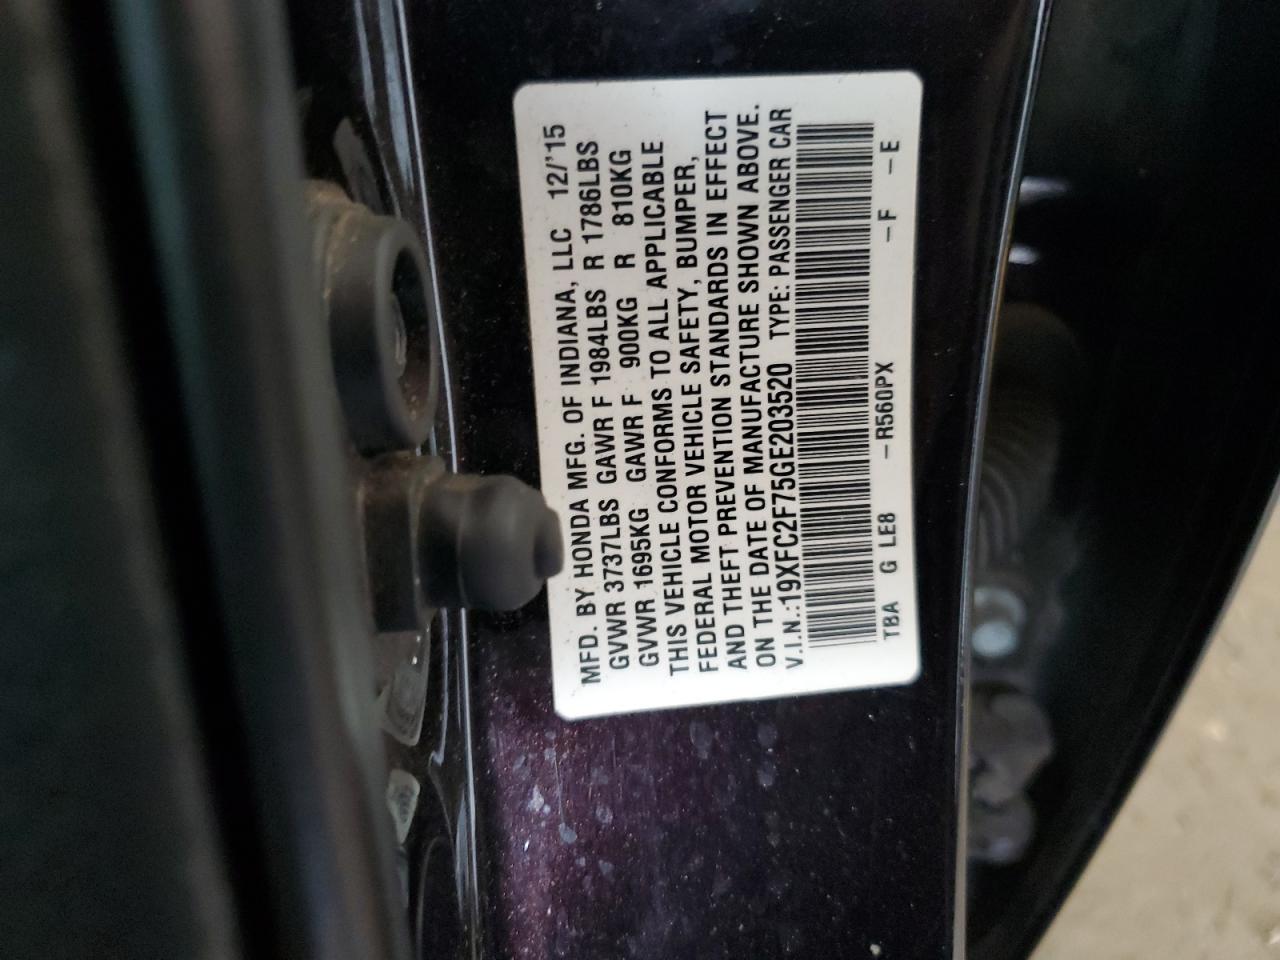 MFD. BY HONDA MFG. OF INDIANA, LLC 12/'15
GVWR 3737LBS GAWR F 1984LBS R 1786LBS
GVWR 1695KG GAWR F 900KG R 810KG
THIS VEHICLE CONFORMS TO ALL APPLICABLE
FEDERAL MOTOR VEHICLE SAFETY, BUMPER,
AND THEFT PREVENTION STANDARDS IN EFFECT
ON THE DATE OF MANUFACTURE SHOWN ABOVE.
V.I.N.:19XFC2F75GE203520 TYPE: PASSENGER CAR
TBA G LE8 - R560PX - F - E